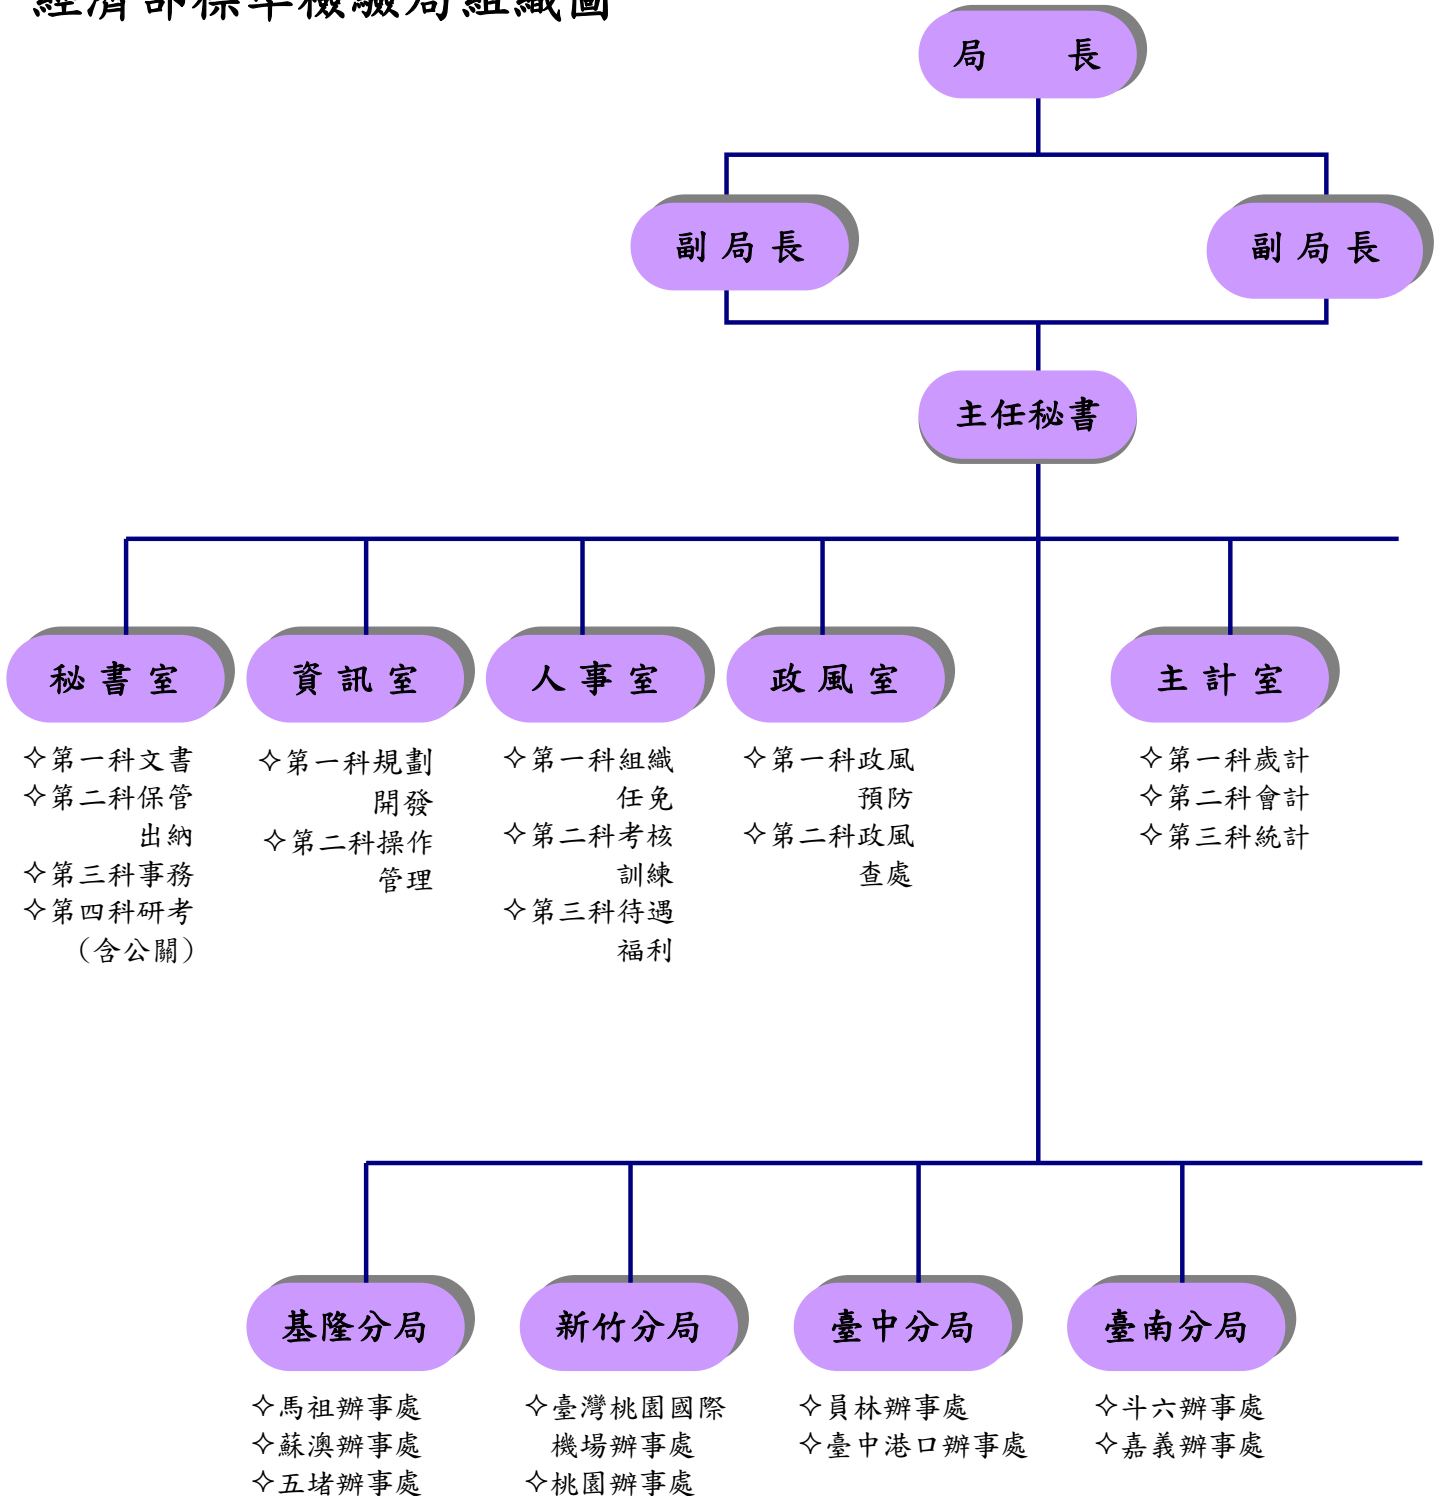 經濟部標準檢驗局組織圖
局 長
副局長
副局長
主任秘書
秘書室
資訊室
人事室
政風室
主計室
✧第一科文書
✧第二科保管
出納
✧第三科事務
✧第四科研考
(含公關)
✧第一科規劃
開發
✧第二科操作
管理
✧第一科組織
任免
✧第二科考核
訓練
✧第三科待遇
福利
✧第一科政風
預防
✧第二科政風
查處
✧第一科歲計
✧第二科會計
✧第三科統計
基隆分局
新竹分局
臺中分局
臺南分局
✧馬祖辦事處
✧蘇澳辦事處
✧五堵辦事處
✧臺灣桃園國際
機場辦事處
✧桃園辦事處
✧員林辦事處
✧臺中港口辦事處
✧斗六辦事處
✧嘉義辦事處